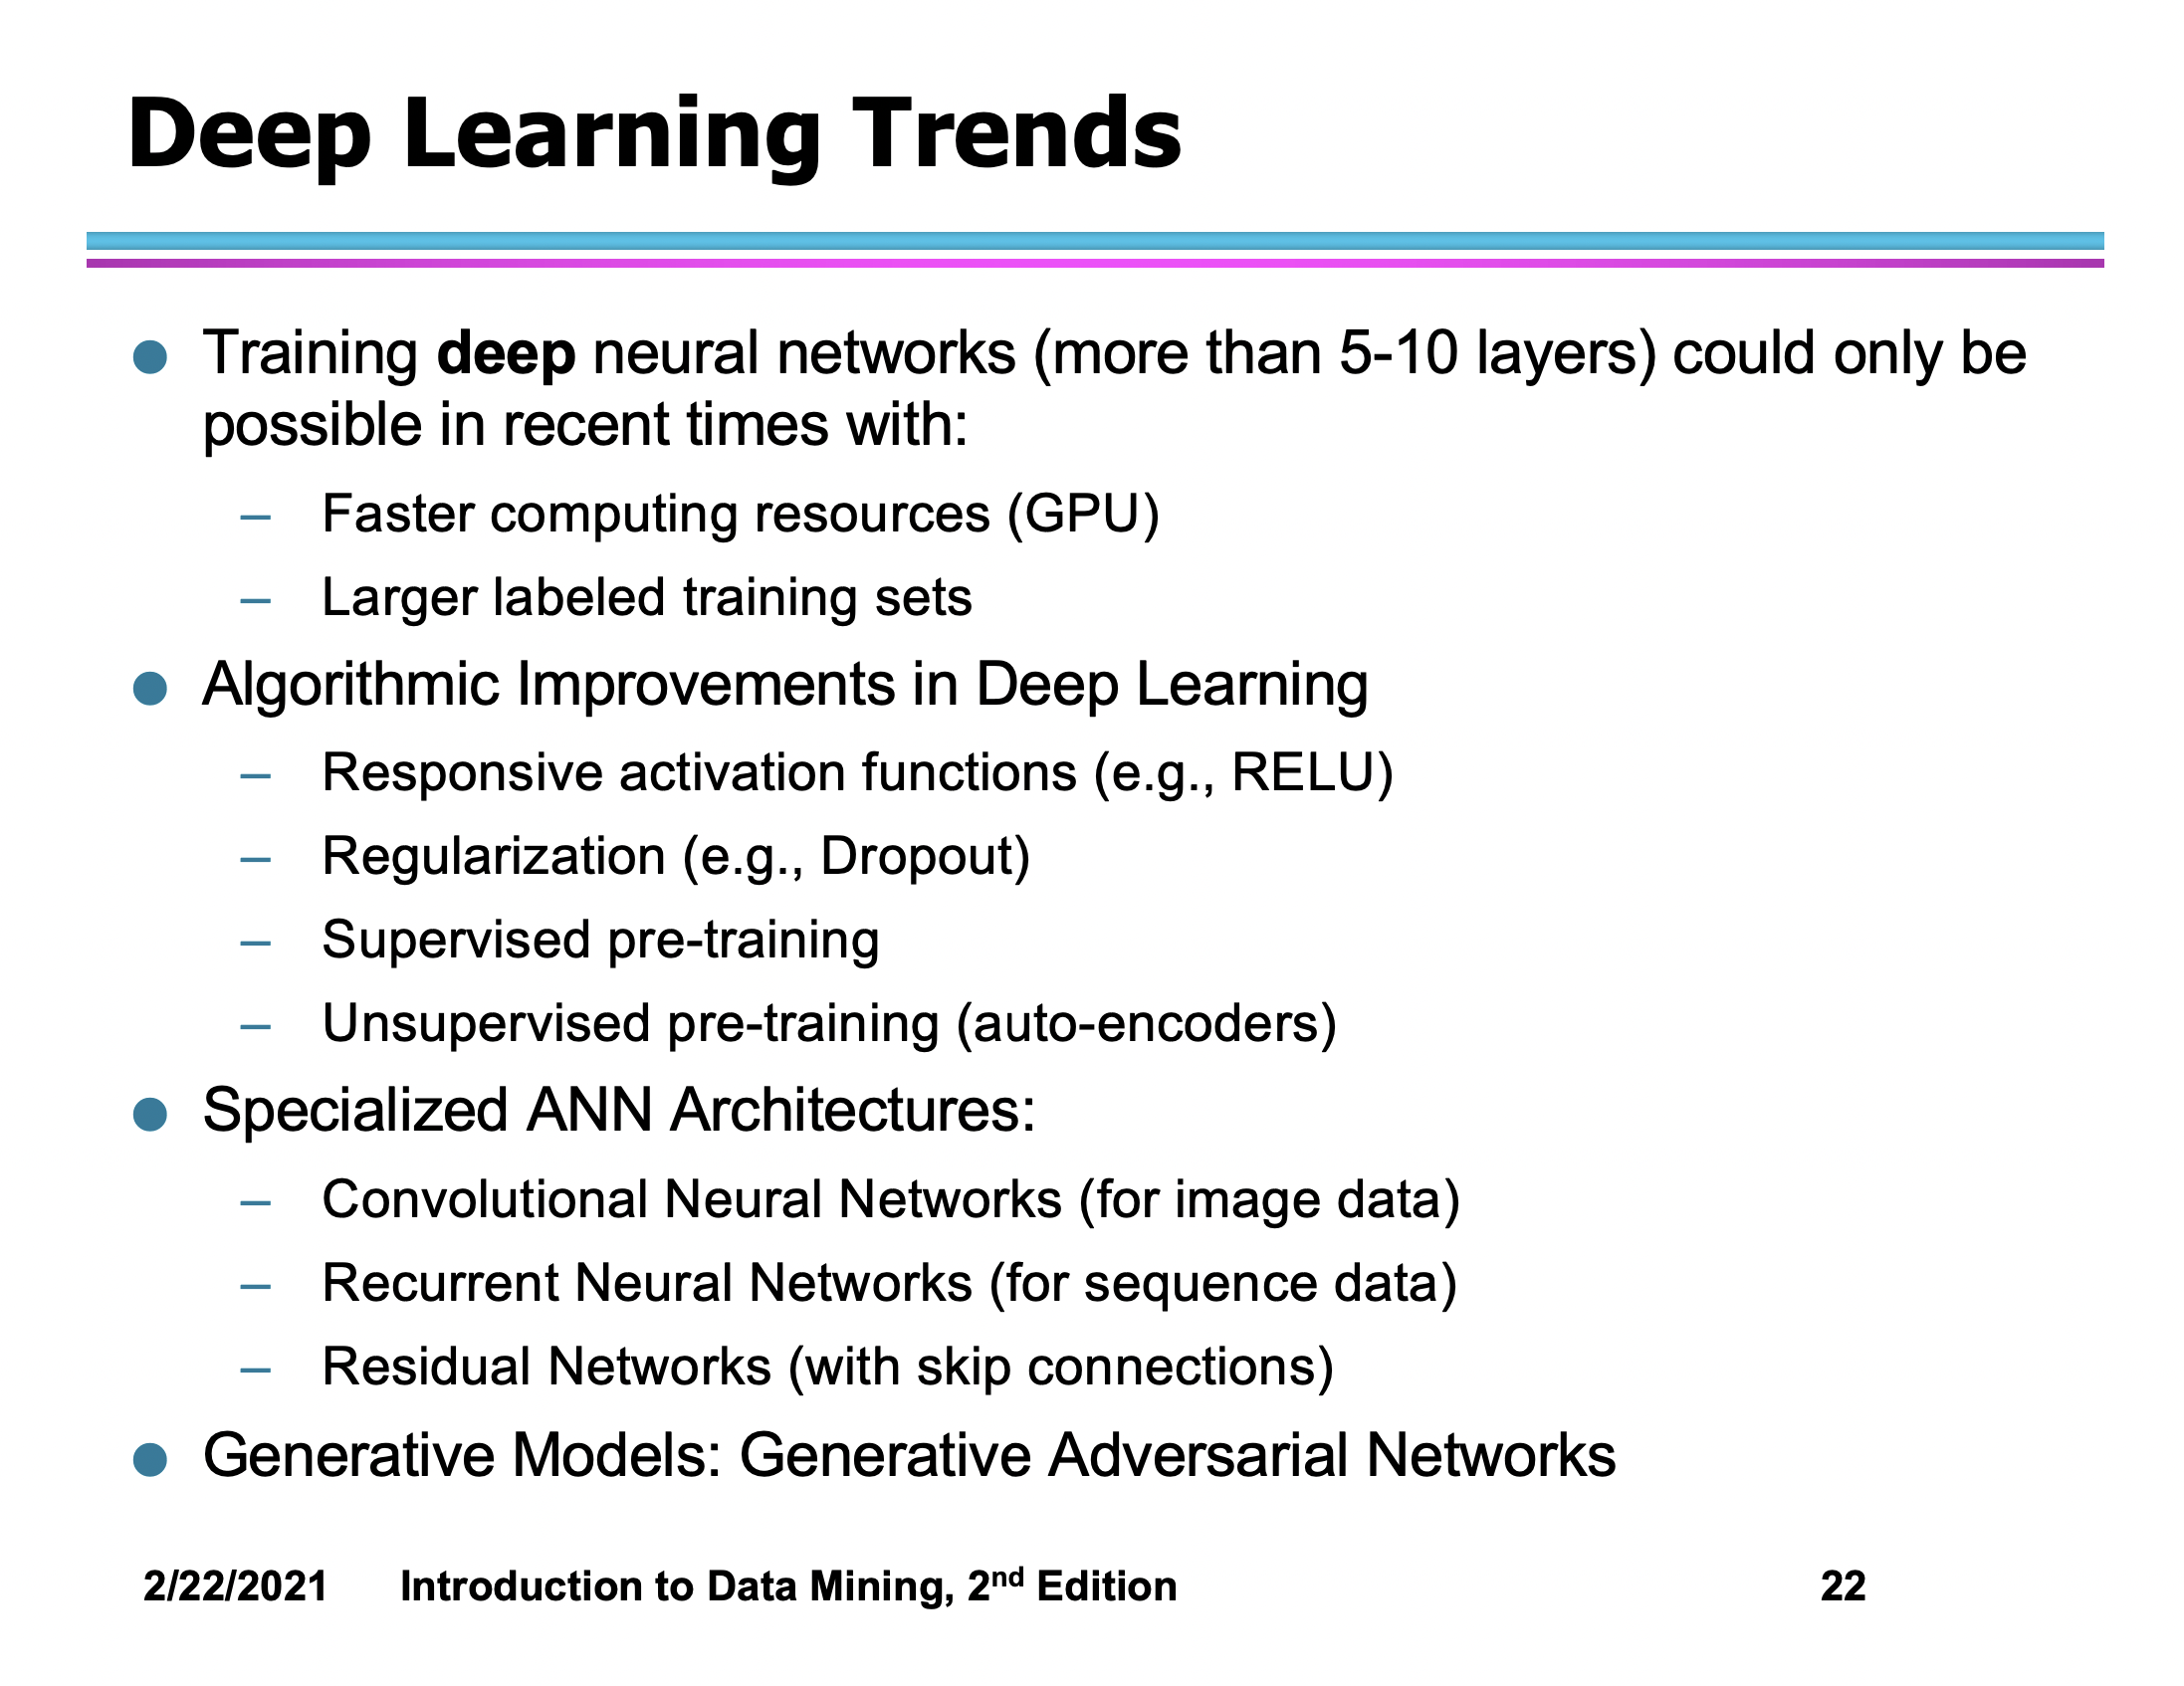 Deep Learning Trends
● Training deep neural networks (more than 5-10 layers) could only be
possible in recent times with:
– Faster computing resources (GPU)
– Larger labeled training sets
● Algorithmic Improvements in Deep Learning
– Responsive activation functions (e.g., RELU)
– Regularization (e.g., Dropout)
– Supervised pre-training
– Unsupervised pre-training (auto-encoders)
● Specialized ANN Architectures:
– Convolutional Neural Networks (for image data)
– Recurrent Neural Networks (for sequence data)
– Residual Networks (with skip connections)
● Generative Models: Generative Adversarial Networks
2/22/2021 Introduction to Data Mining, 2nd Edition 22